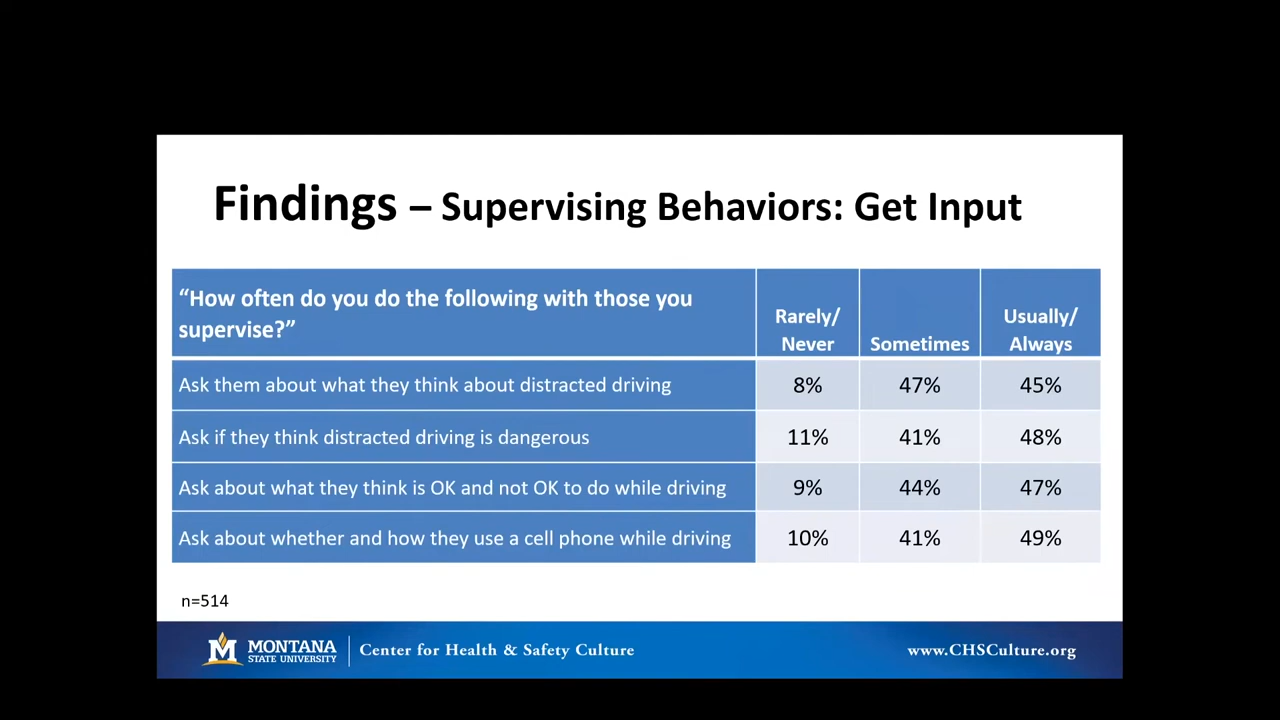 Findings – Supervising Behaviors: Get Input
“How often do you do the following with those you
supervise?”
Rarely/
Never
Sometimes
Usually/
Always
Ask them about what they think about distracted driving 8% 47% 45%
Ask if they think distracted driving is dangerous 11% 41% 48%
Ask about what they think is OK and not OK to do while driving 9% 44% 47%
Ask about whether and how they use a cell phone while driving 10% 41% 49%
n=514
M MONTANA
STATE UNIVERSITY
Center for Health & Safety Culture
www.CHSCulture.org